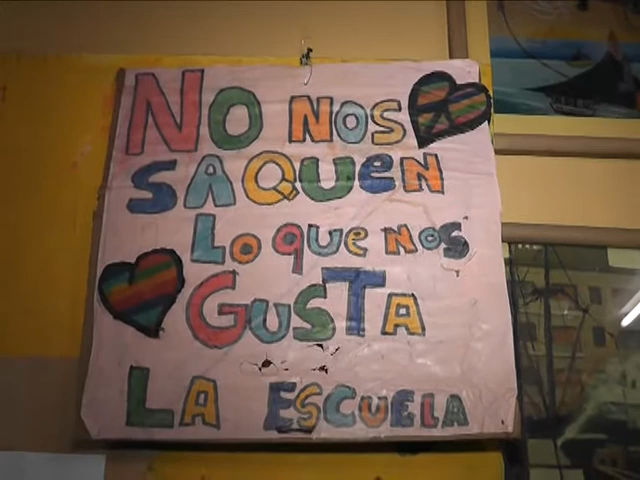 NO NOS
SAQUEN
Lo que nos
GUSTA
LA ESCUELA